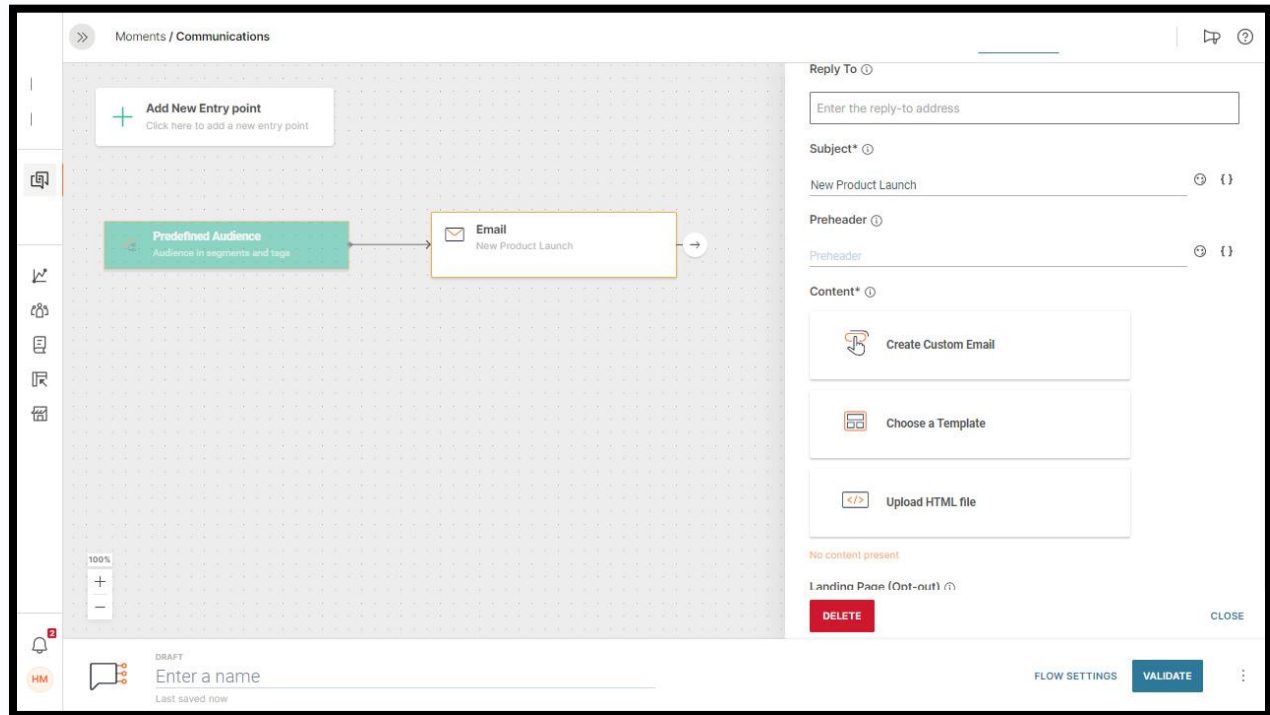 Moments / Communications
Add New Entry point
Click here to add a new entry point
Predefined Audience
Audience in segments and tags
Email
New Product Launch
100%
Reply To
Enter the reply-to address
Subject*
New Product Launch
{}
Preheader
Preheader
{}
Content*
Create Custom Email
Choose a Template
</>
Upload HTML file
No content present
Landing Page (Opt-out)
DELETE
CLOSE
2
HM
DRAFT
Enter a name
Last saved now
FLOW SETTINGS
VALIDATE